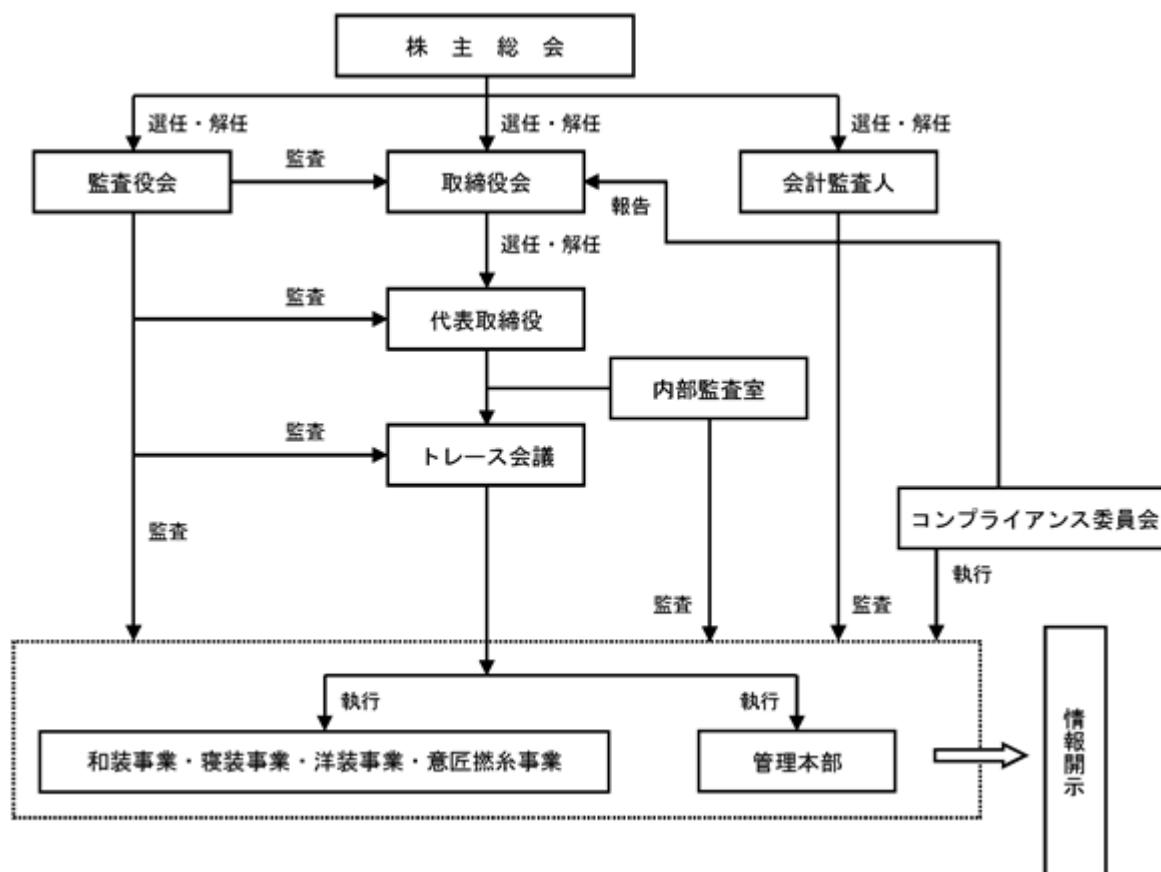 株 主 総 会
選任・解任
選任・解任
選任・解任
監査役会
監査
取締役会
会計監査人
報告
選任・解任
監査
代表取締役
内部監査室
監査
トレース会議
コンプライアンス委員会
監査
執行
監査
監査
執行
執行
和装事業・寝装事業・洋装事業・意匠撚糸事業
管理本部
情報開示